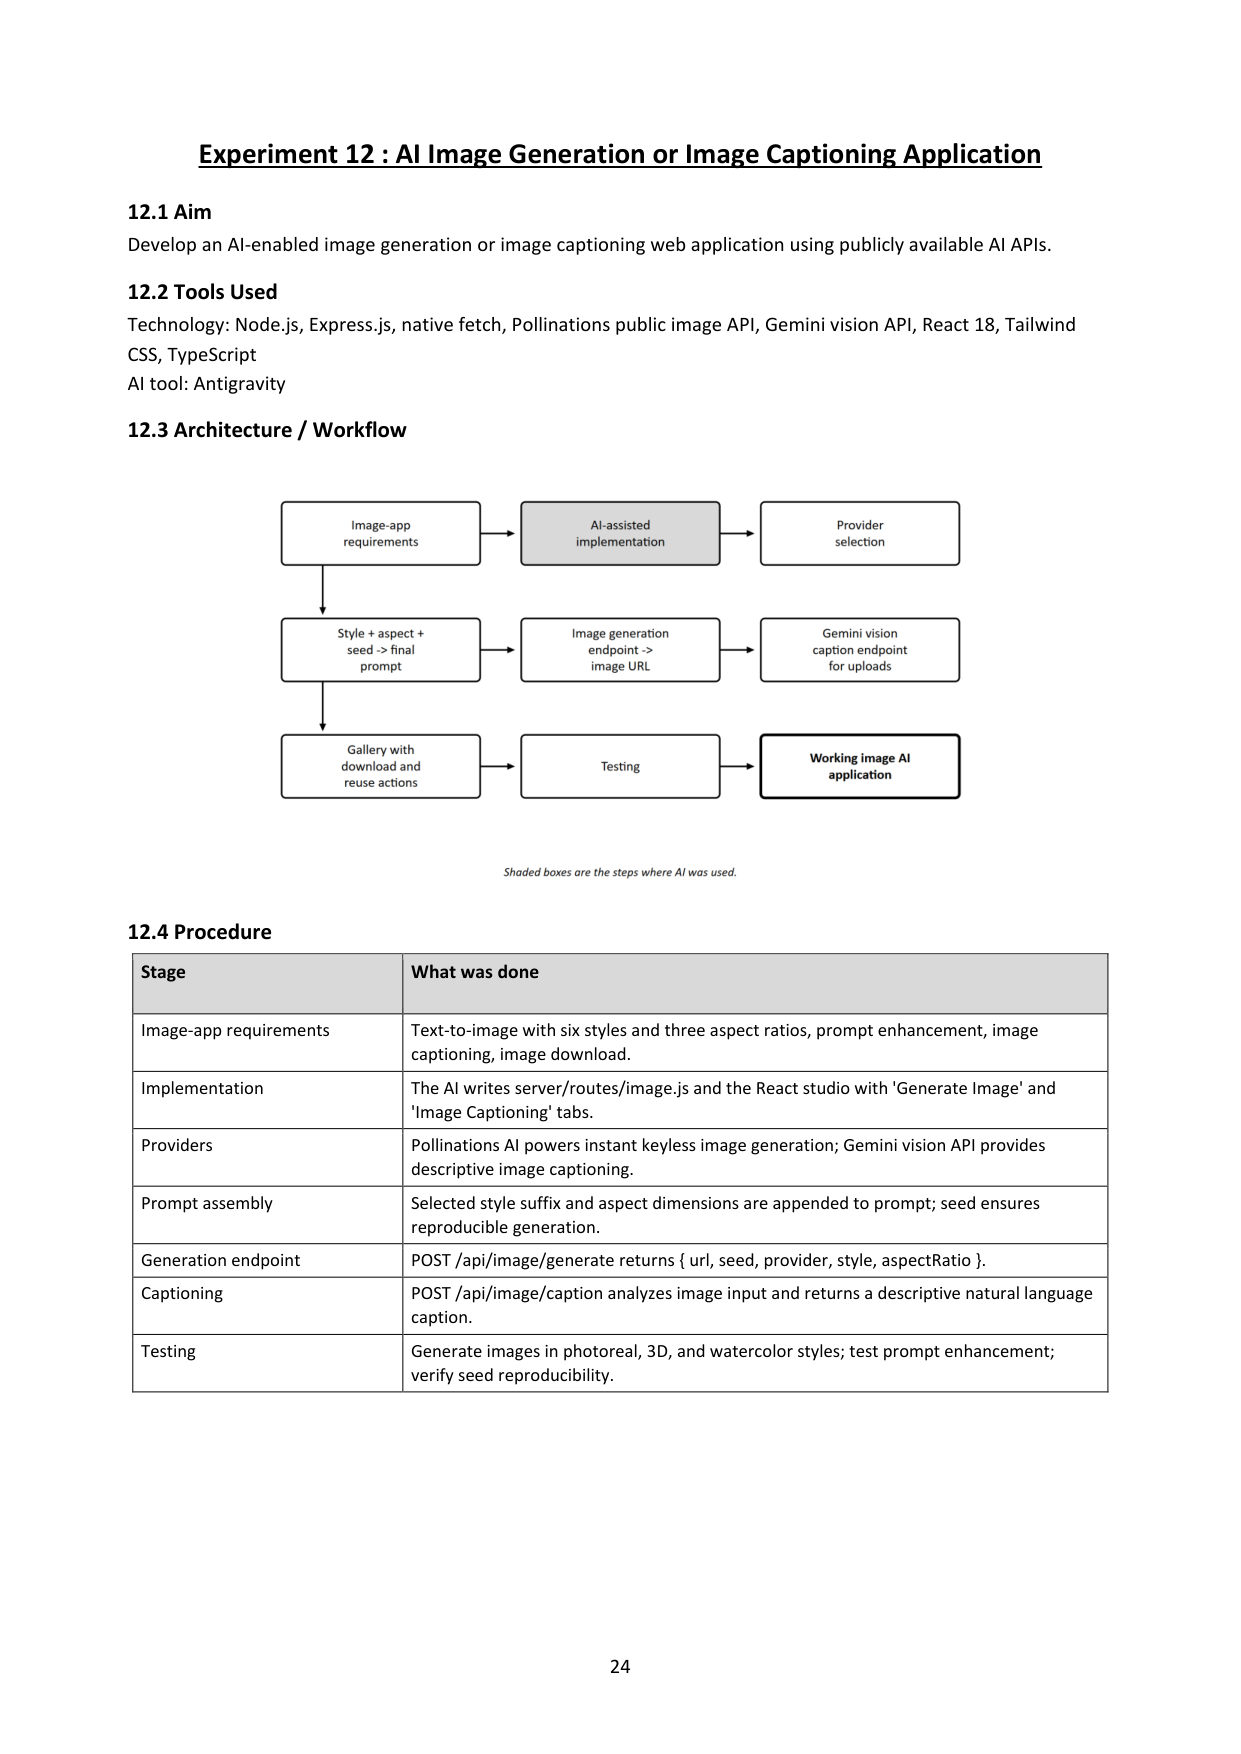 Experiment 12 : AI Image Generation or Image Captioning Application
12.1 Aim
Develop an AI-enabled image generation or image captioning web application using publicly available AI APIs.
12.2 Tools Used
Technology: Node.js, Express.js, native fetch, Pollinations public image API, Gemini vision API, React 18, Tailwind
CSS, TypeScript
AI tool: Antigravity
12.3 Architecture / Workflow
Image-app
requirements
AI-assisted
implementation
Provider
selection
Style + aspect +
seed -> final
prompt
Image generation
endpoint ->
image URL
Gemini vision
caption endpoint
for uploads
Gallery with
download and
reuse actions
Testing
Working image AI
application
Shaded boxes are the steps where AI was used.
12.4 Procedure
Stage
What was done
Image-app requirements
Text-to-image with six styles and three aspect ratios, prompt enhancement, image
captioning, image download.
Implementation
The AI writes server/routes/image.js and the React studio with 'Generate Image' and
'Image Captioning' tabs.
Providers
Pollinations AI powers instant keyless image generation; Gemini vision API provides
descriptive image captioning.
Prompt assembly
Selected style suffix and aspect dimensions are appended to prompt; seed ensures
reproducible generation.
Generation endpoint
POST /api/image/generate returns { url, seed, provider, style, aspectRatio }.
Captioning
POST /api/image/caption analyzes image input and returns a descriptive natural language
caption.
Testing
Generate images in photoreal, 3D, and watercolor styles; test prompt enhancement;
verify seed reproducibility.
24